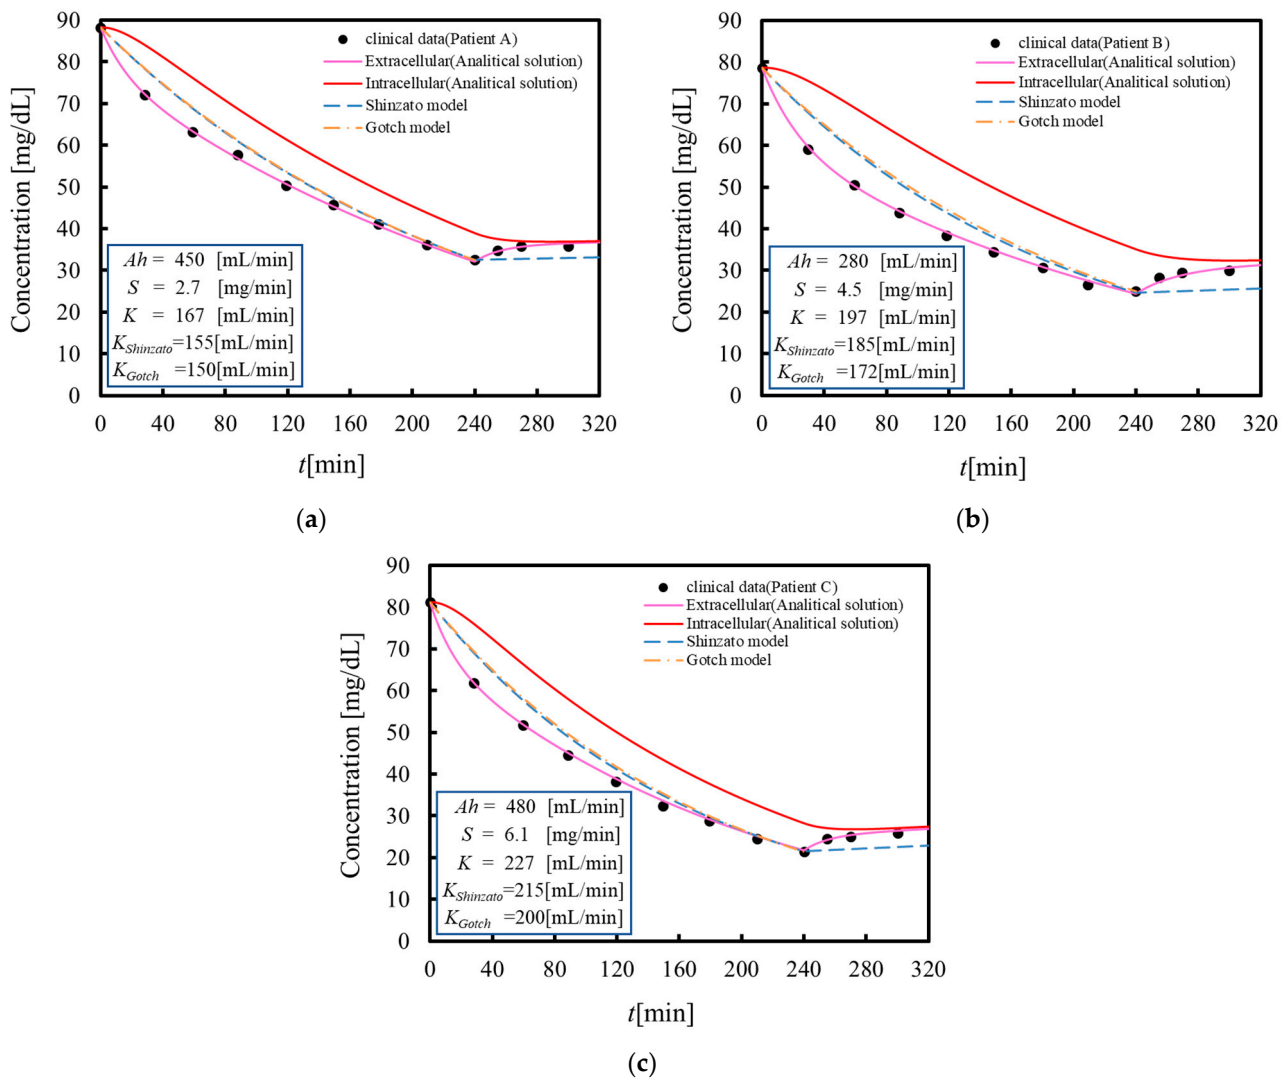 90
80
70
60
50
40
30
20
10
0
Concentration [mg/dL]
clinical data(Patient A)
Extracellular(Analitical solution)
Intracellular(Analitical solution)
Shinzato model
Gotch model
Ah = 450 [mL/min]
S = 2.7 [mg/min]
K = 167 [mL/min]
KShinzato=155[mL/min]
KGotch =150[mL/min]
0 40 80 120 160 200 240 280 320
t[min]
(a)
90
80
70
60
50
40
30
20
10
0
Concentration [mg/dL]
clinical data(Patient B)
Extracellular(Analitical solution)
Intracellular(Analitical solution)
Shinzato model
Gotch model
Ah = 280 [mL/min]
S = 4.5 [mg/min]
K = 197 [mL/min]
KShinzato=185[mL/min]
KGotch =172[mL/min]
0 40 80 120 160 200 240 280 320
t[min]
(b)
90
80
70
60
50
40
30
20
10
0
Concentration [mg/dL]
clinical data(Patient C)
Extracellular(Analitical solution)
Intracellular(Analitical solution)
Shinzato model
Gotch model
Ah = 480 [mL/min]
S = 6.1 [mg/min]
K = 227 [mL/min]
KShinzato=215[mL/min]
KGotch =200[mL/min]
0 40 80 120 160 200 240 280 320
t[min]
(c)